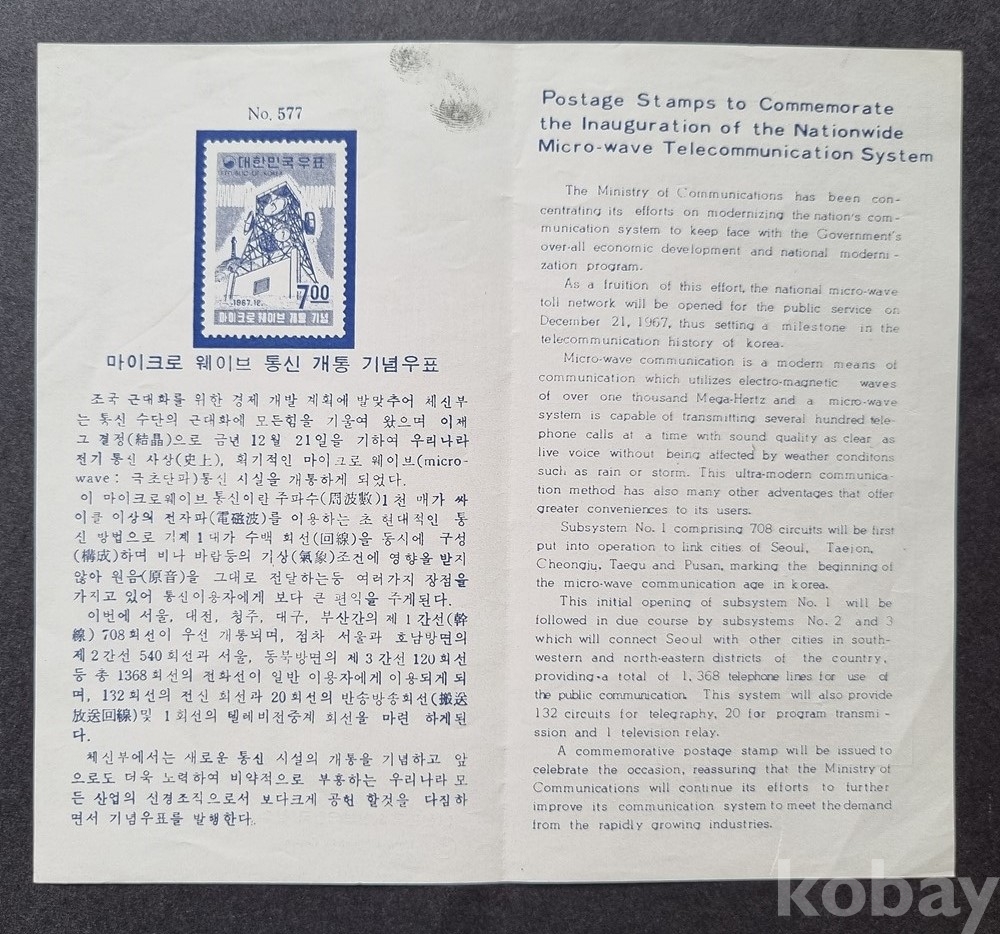 No. 577
대한민국우표
REPUBLIC OF KOREA
1967.12.
7 00
마이크로 웨이브 개통 기념
마이크로 웨이브 통신 개통 기념우표
조국 근대화를 위한 경제 개발 계획에 발맞추어 체신부
는 통신 수단의 근대화에 모든힘을 기울여 왔으며 이제
그 결정(結晶)으로 금년 12월 21일을 기하여 우리나라
전기 통신 사상(史上), 획기적인 마이크로 웨이브(micro-
wave: 극초단파)통신 시설을 개통하게 되었다.
이 마이크로웨이브통신이란 주파수(周波數)1천 매가 싸
이클 이상의 전자파(電磁波)를 이용하는 초 현대적인 통
신 방법으로 기계 1대가 수백 회선(回線)을 동시에 구성
(構成)하며 비나 바람등의 기상(氣象)조건에 영향을 받지
않아 원음(原音)을 그대로 전달하는등 여러가지 장점을
가지고 있어 통신이용자에게 보다 큰 편익을 주게된다.
이번에 서울, 대전, 청주, 대구, 부산간의 제 1간선(幹
線) 708회선이 우선 개통되며, 점차 서울과 호남방면의
제 2간선 540회선과 서울, 동북방면의 제 3간선 120회선
등 총 1368회선의 전화선이 일반 이용자에게 이용되게 되
며, 132회선의 전신 회선과 20회선의 반송방송회선(搬送
放送回線)및 1회선의 텔레비전중계 회선을 마련 하게된
다.
체신부에서는 새로운 통신 시설의 개통을 기념하고 앞
으로도 더욱 노력하여 비약적으로 부흥하는 우리나라 모
든 산업의 신경조직으로서 보다크게 공헌 할것을 다짐하
면서 기념우표를 발행한다.
Postage Stamps to Commemorate
the Inauguration of the Nationwide
Micro-wave Telecommunication System
The Ministry of Communications has been con-
centrating its efforts on modernizing the nation's com-
munication system to keep face with the Government's
over-all economic development and national moderni-
zation program.
As a fruition of this effort, the national micro-wave
toll network will be opened for the public service on
December 21, 1967, thus setting a milestone in the
telecommunication history of korea.
Micro-wave communication is a modern means of
communication which utilizes electro-magnetic waves
of over one thousand Mega-Hertz and a micro-wave
system is capable of transmitting several hundred tele-
phone calls at a time with sound quality as clear as
live voice without being affected by weather conditons
such as rain or storm. This ultra-modern communica-
tion method has also many other advantages that offer
greater conveniences to its users.
Subsystem No. 1 comprising 708 circuits will be first
put into operation to link cities of Seoul, Taejon,
Cheongju, Taegu and Pusan, marking the beginning of
the micro-wave communication age in korea.
This initial opening of subsystem No. 1 will be
followed in due course by subsystems No. 2 and 3
which will connect Seoul with other cities in south-
western and north-eastern districts of the country,
providing a total of 1,368 telephone lines for use of
the public communication. This system will also provide
132 circuits for telegraphy, 20 for program transmi-
ssion and 1 television relay.
A commemorative postage stamp will be issued to
celebrate the occasion, reassuring that the Ministry of
Communications will continue its efforts to further
improve its communication system to meet the demand
from the rapidly growing industries.
kobay